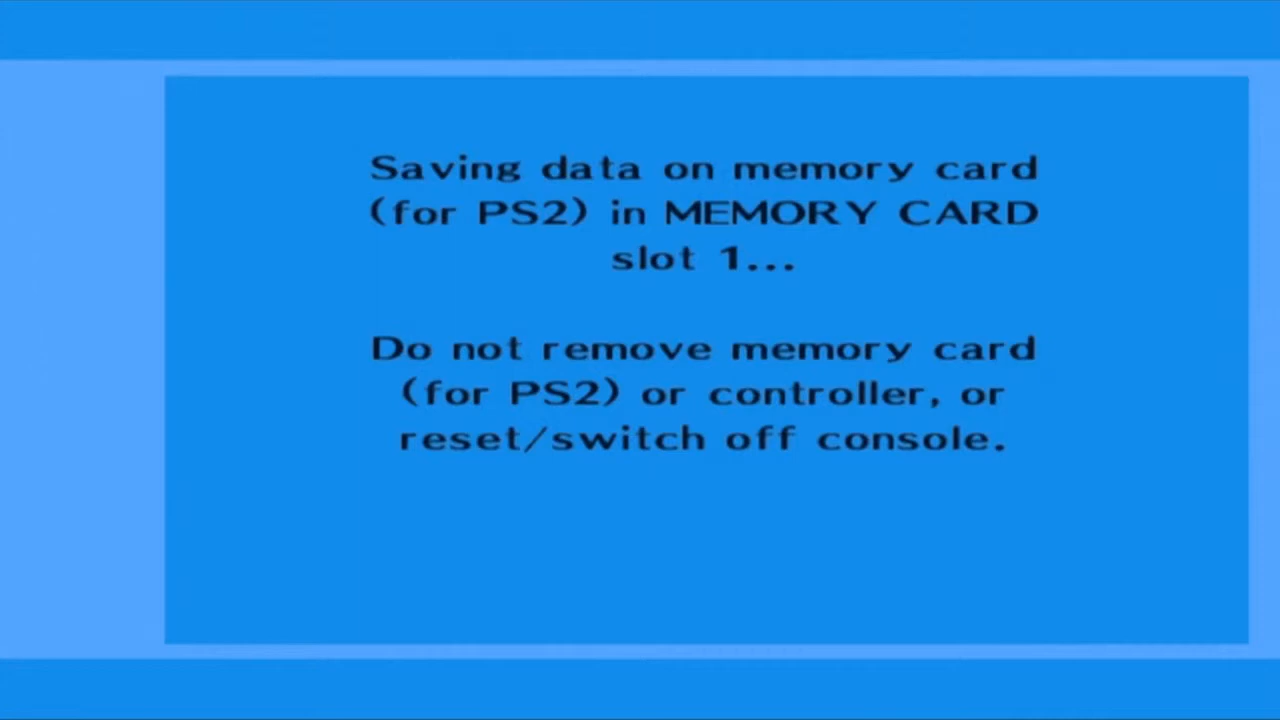 Saving data on memory card
(for PS2) in MEMORY CARD
slot 1...
Do not remove memory card
(for PS2) or controller, or
reset/switch off console.